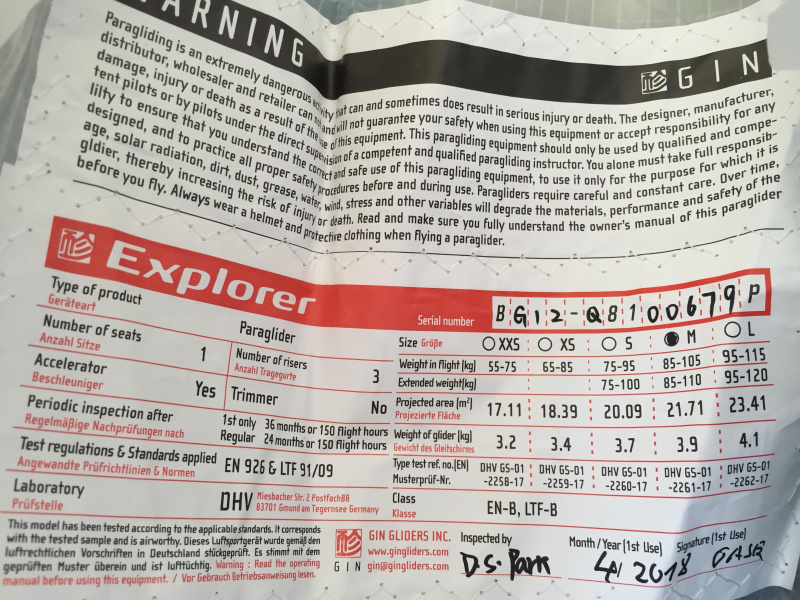 WARNING
GIN
Paragliding is an extremely dangerous activity that can and sometimes does result in serious injury or death. The designer, manufacturer,
distributor, wholesaler and retailer can not and will not guarantee your safety when using this equipment or accept responsibility for any
damage, injury or death as a result of the use of this equipment. This paragliding equipment should only be used by qualified and compe-
tent pilots or by pilots under the direct supervision of a competent and qualified paragliding instructor. You alone must take full responsib-
ility to ensure that you understand the correct and safe use of this paragliding equipment, to use it only for the purpose for which it is
designed, and to practice all proper safety procedures before and during use. Paragliders require careful and constant care. Over time,
age, solar radiation, dirt, dust, grease, water, wind, stress and other variables will degrade the materials, performance and safety of the
gldier, thereby increasing the risk of injury or death. Read and make sure you fully understand the owner's manual of this paraglider
before you fly. Always wear a helmet and protective clothing when flying a paraglider.
Explorer
Serial number BG12-Q8100679P
Type of product Paraglider
Geräteart
Number of seats 1 Number of risers 3
Anzahl Sitze Anzahl Tragegurte
Accelerator Yes Trimmer No
Beschleuniger
Periodic inspection after 1st only 36 months or 150 flight hours
Regelmäßige Nachprüfungen nach Regular 24 months or 150 flight hours
Test regulations & Standards applied EN 926 & LTF 91/09
Angewandte Prüfrichtlinien & Normen
Laboratory DHV Miesbacher Str. 2 Postfach88
Prüfstelle 83701 Gmund am Tegernsee Germany
Size Größe XXS XS S M L
Weight in flight(kg) 55-75 65-85 75-95 85-105 95-115
Extended weight(kg) 75-100 85-110 95-120
Projected area (m²) 17.11 18.39 20.09 21.71 23.41
Projezierte Fläche
Weight of glider (kg) 3.2 3.4 3.7 3.9 4.1
Gewicht des Gleitschirms
Type test ref. no.(EN) DHV GS-01 DHV GS-01 DHV GS-01 DHV GS-01 DHV GS-01
Musterprüf-Nr. -2258-17 -2259-17 -2260-17 -2261-17 -2262-17
Class EN-B, LTF-B
Klasse
This model has been tested according to the applicable standards. It corresponds
with the tested sample and is airworthy. Dieses Luftsportgerät wurde gemäß den
luftrechtlichen Vorschriften in Deutschland stückgeprüft. Es stimmt mit dem
geprüften Muster überein und ist lufttüchtig. Warning : Read the operating
manual before using this equipment. / Vor Gebrauch Betriebsanweisung lesen.
GIN
GIN GLIDERS INC.
www.gingliders.com
gin@gingliders.com
Inspected by
D.S. Park
Month/Year (1st Use)
4/ 2018
Signature (1st Use)